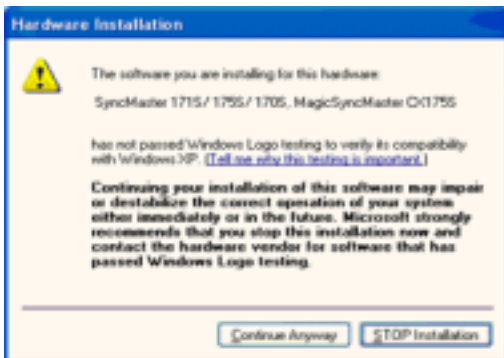 Hardware Installation
The software you are installing for this hardware:
SyncMaster 171S/ 175S/ 170S, MagicSyncMaster CX175S
has not passed Windows Logo testing to verify its compatibility
with Windows XP. (Tell me why this testing is important.)
Continuing your installation of this software may impair
or destabilize the correct operation of your system
either immediately or in the future. Microsoft strongly
recommends that you stop this installation now and
contact the hardware vendor for software that has
passed Windows Logo testing.
Continue Anyway
STOP Installation